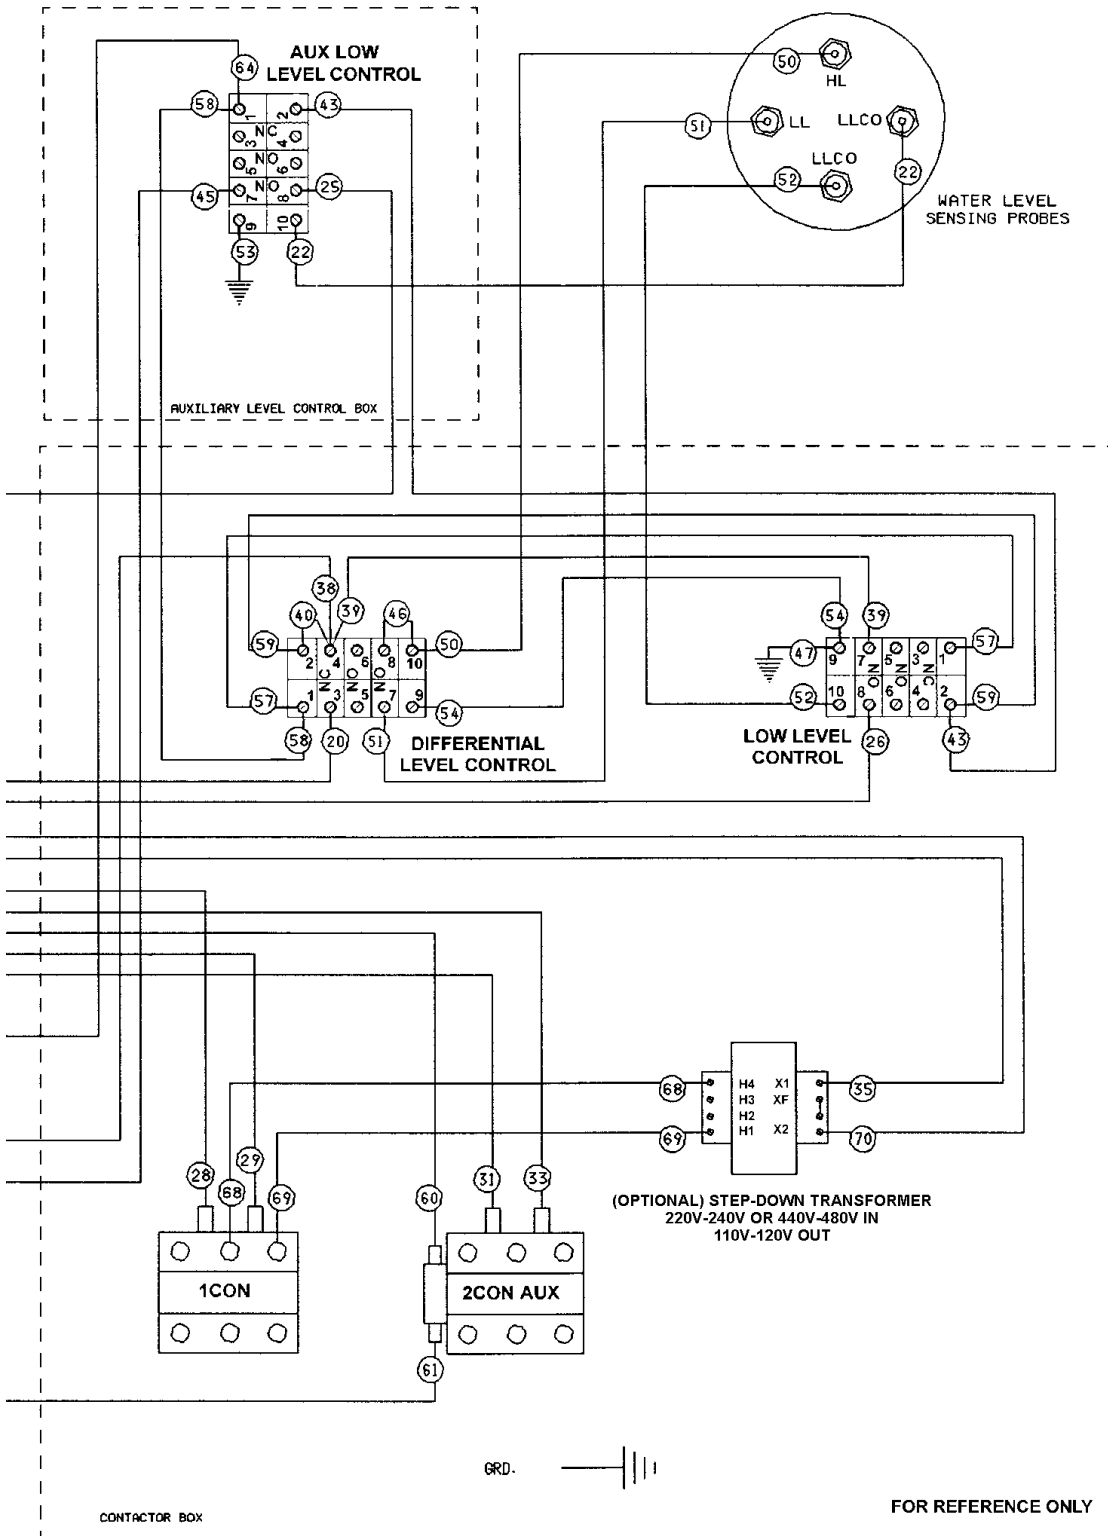 AUX LOW
LEVEL CONTROL
64
58
43
1
2
3
N
C
4
5
N
O
6
7
N
O
8
9
10
45
25
53
22
AUXILIARY LEVEL CONTROL BOX
50
HL
51
LL
LLCO
LLCO
52
22
WATER LEVEL
SENSING PROBES
38
40
39
46
59
50
2
4
6
8
10
NC
NO
NO
1
3
5
7
9
57
54
58
20
51
DIFFERENTIAL
LEVEL CONTROL
54
39
47
57
9
7
5
3
1
NO
NO
NC
10
8
6
4
2
52
59
26
43
LOW LEVEL
CONTROL
68
H4
X1
35
H3
XF
H2
69
H1
X2
70
(OPTIONAL) STEP-DOWN TRANSFORMER
220V-240V OR 440V-480V IN
110V-120V OUT
28
68
29
69
1CON
60
31
33
2CON AUX
61
GRD.
CONTACTOR BOX
FOR REFERENCE ONLY